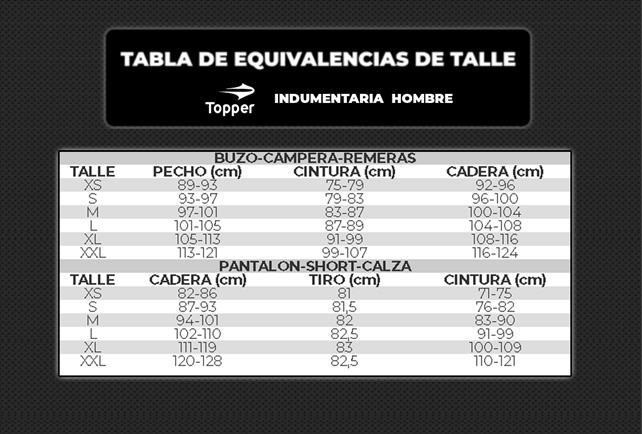 TABLA DE EQUIVALENCIAS DE TALLE
Topper INDUMENTARIA HOMBRE
BUZO-CAMPERA-REMERAS
TALLE PECHO (cm) CINTURA (cm) CADERA (cm)
XS 89-93 75-79 92-96
S 93-97 79-83 96-100
M 97-101 83-87 100-104
L 101-105 87-89 104-108
XL 105-113 91-99 108-116
XXL 113-121 99-107 116-124
PANTALON-SHORT-CALZA
TALLE CADERA (cm) TIRO (cm) CINTURA (cm)
XS 82-86 81 71-75
S 87-93 81,5 76-82
M 94-101 82 83-90
L 102-110 82,5 91-99
XL 111-119 83 100-109
XXL 120-128 82,5 110-121